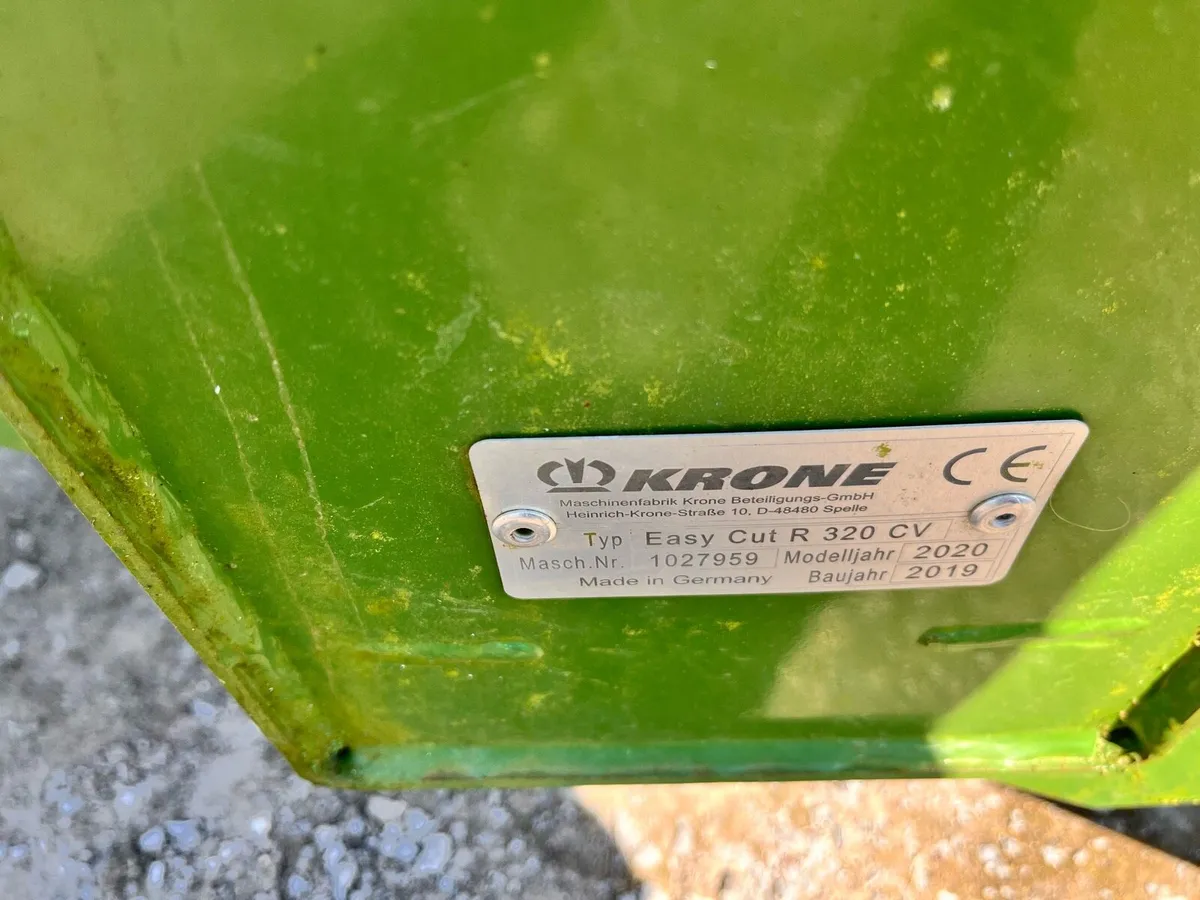 KRONE CE
Maschinenfabrik Krone Beteiligungs-GmbH
Heinrich-Krone-Straße 10, D-48480 Spelle
Typ Easy Cut R 320 CV
Masch.Nr. 1027959 Modelljahr 2020
Made in Germany Baujahr 2019